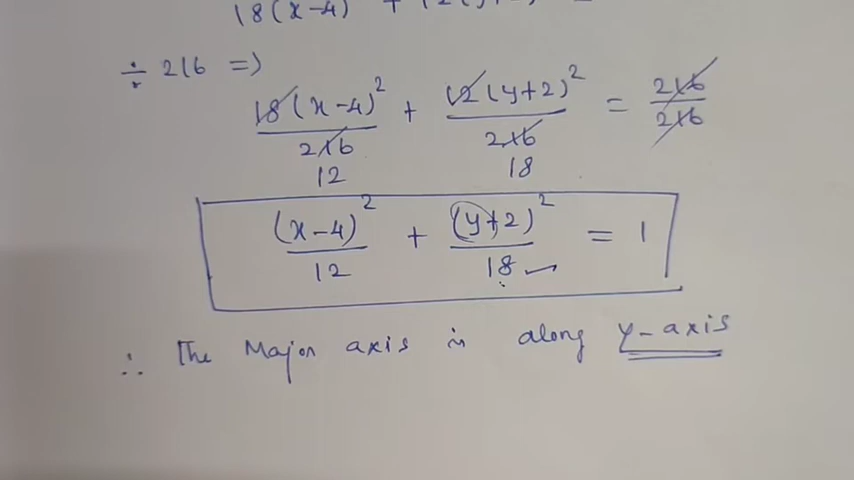 18(x-4)
÷ 216 =>
18(x-4)²/216 + 12(y+2)²/216 = 216/216
12 18
(x-4)²/12 + (y+2)²/18 = 1
∴ The Major axis is along y-axis